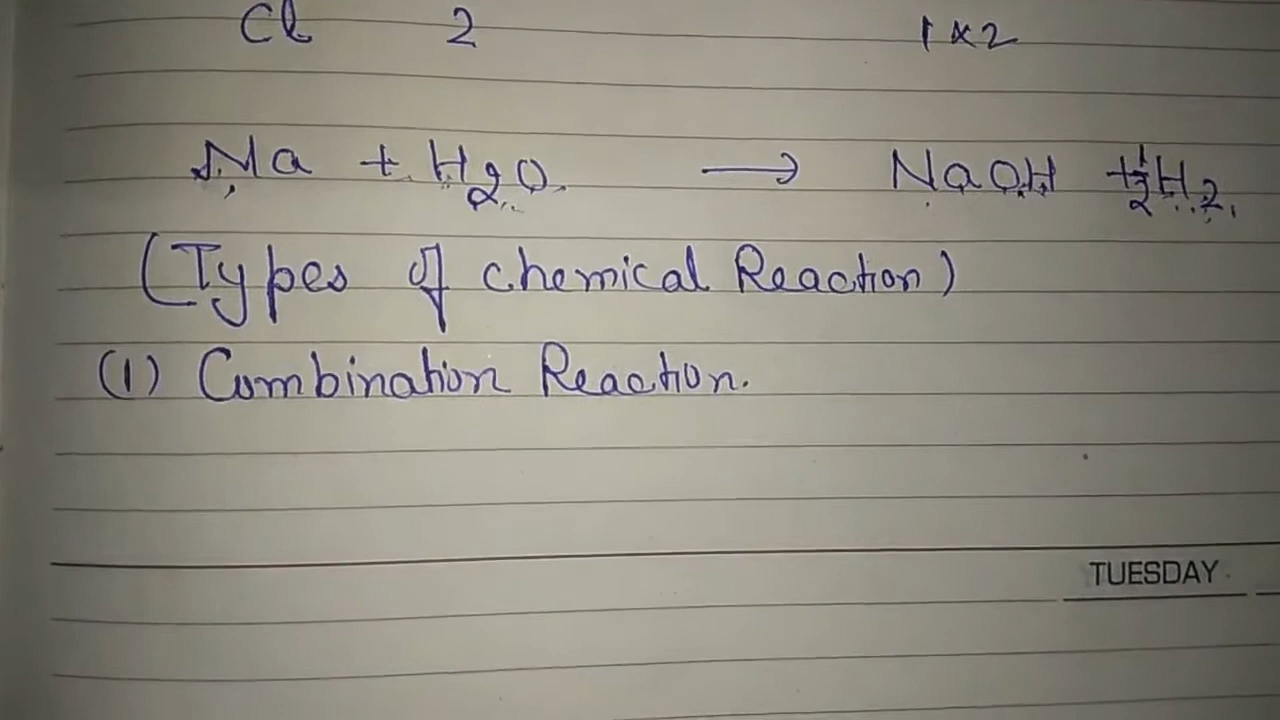 Cl 2 1×2
Na + H2O → NaOH + 1/2 H2
(Types of chemical Reaction)
(1) Combination Reaction.
TUESDAY